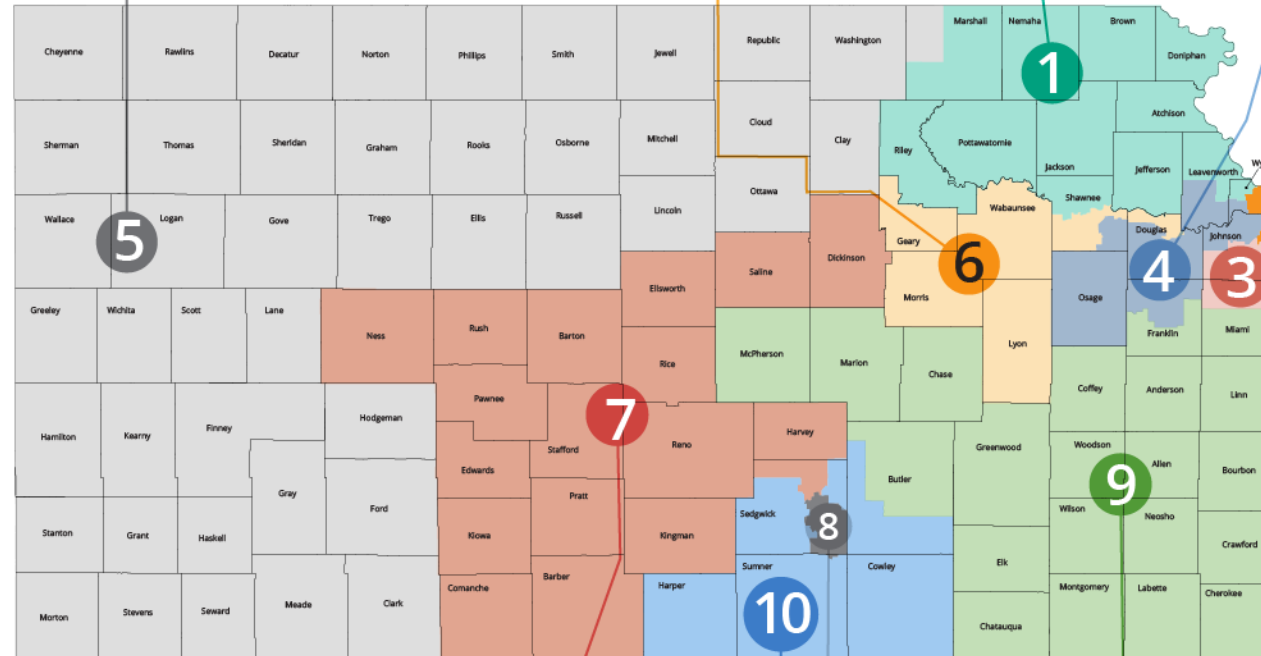 Cheyenne
Rawlins
Decatur
Norton
Phillips
Smith
Jewell
Republic
Washington
Marshall
Nemaha
Brown
Doniphan
1
Sherman
Thomas
Sheridan
Graham
Rooks
Osborne
Mitchell
Cloud
Clay
Riley
Pottawatomie
Jackson
Atchison
Jefferson
Leavenworth
Wy
Wallace
Logan
Gove
Trego
Ellis
Russell
Lincoln
Ottawa
Shawnee
Wabaunsee
Geary
Douglas
Johnson
5
6
4
3
Saline
Dickinson
Ellsworth
Morris
Osage
Greeley
Wichita
Scott
Lane
Ness
Rush
Barton
Rice
McPherson
Marion
Chase
Lyon
Franklin
Miami
Coffey
Anderson
Linn
Hamilton
Kearny
Finney
Hodgeman
Pawnee
Stafford
7
Reno
Harvey
Butler
Greenwood
Woodson
Allen
Bourbon
9
Gray
Ford
Edwards
Pratt
Kingman
Sedgwick
8
Wilson
Neosho
Crawford
Stanton
Grant
Haskell
Kiowa
Elk
Morton
Stevens
Seward
Meade
Clark
Comanche
Barber
Harper
Sumner
Cowley
10
Chatauqua
Montgomery
Labette
Cherokee